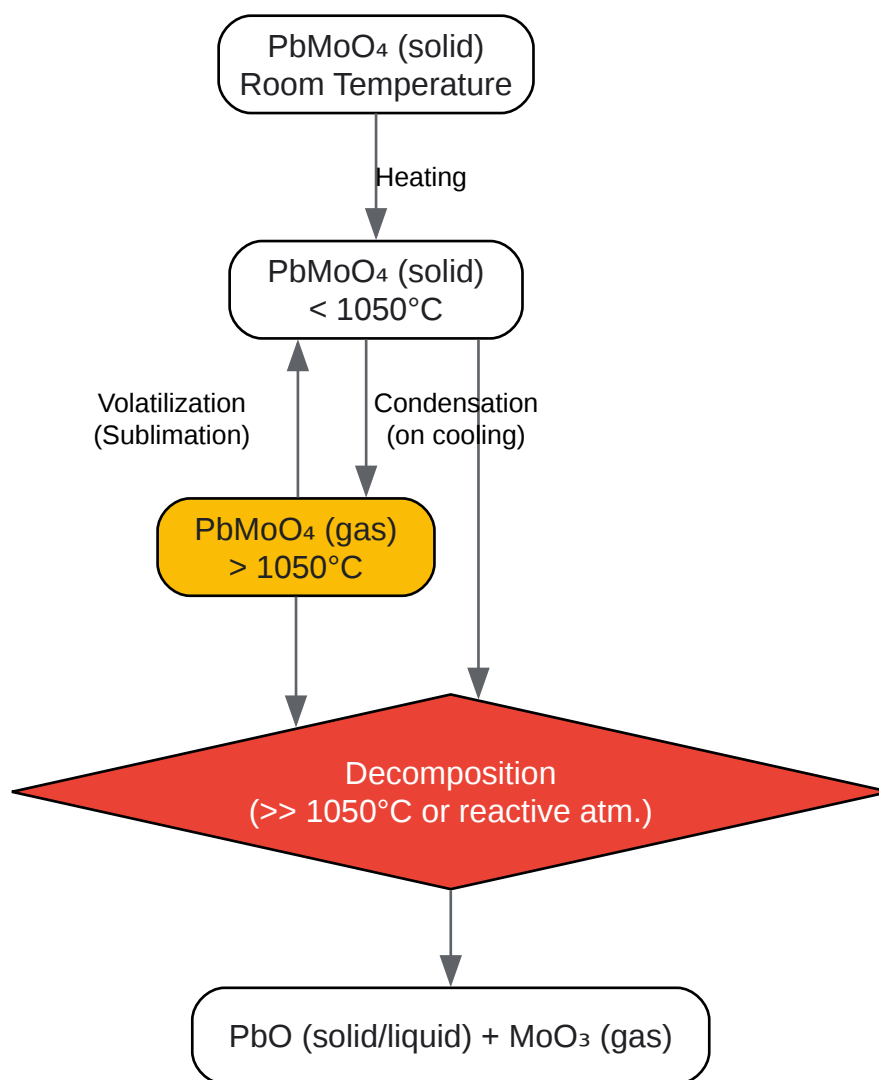 PbMoO₄ (solid)
Room Temperature
Heating
PbMoO₄ (solid)
< 1050°C
Volatilization
(Sublimation)
Condensation
(on cooling)
PbMoO₄ (gas)
> 1050°C
Decomposition
(>> 1050°C or reactive atm.)
PbO (solid/liquid) + MoO₃ (gas)